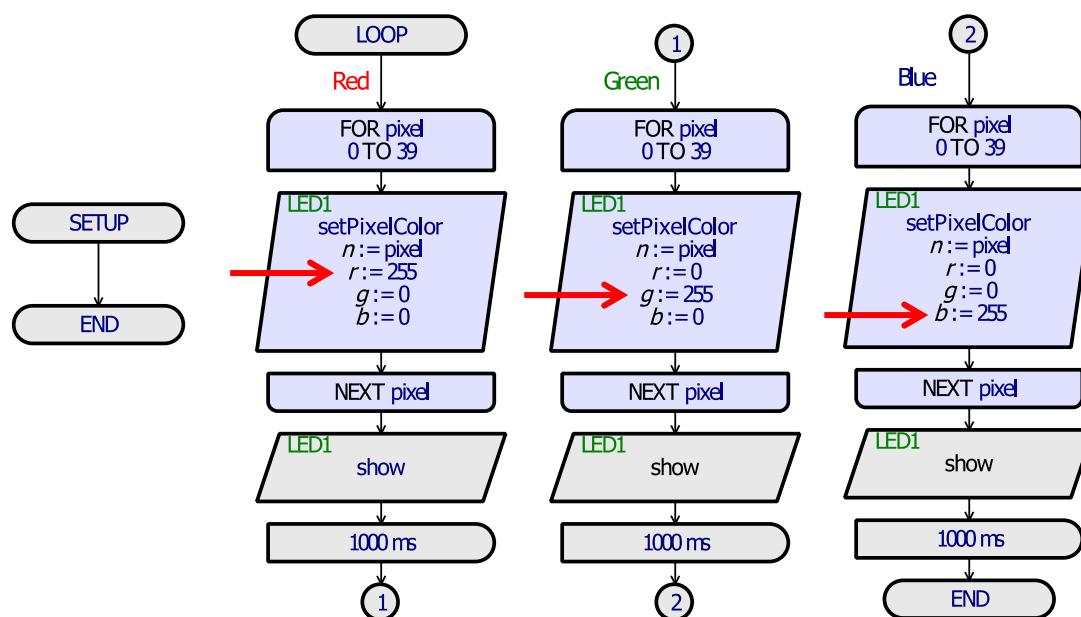 SETUP
END
LOOP
Red
FOR pixel
0 TO 39
LED1
setPixelColor
n := pixel
r := 255
g := 0
b := 0
NEXT pixel
LED1
show
1000 ms
1
1
Green
FOR pixel
0 TO 39
LED1
setPixelColor
n := pixel
r := 0
g := 255
b := 0
NEXT pixel
LED1
show
1000 ms
2
2
Blue
FOR pixel
0 TO 39
LED1
setPixelColor
n := pixel
r := 0
g := 0
b := 255
NEXT pixel
LED1
show
1000 ms
END